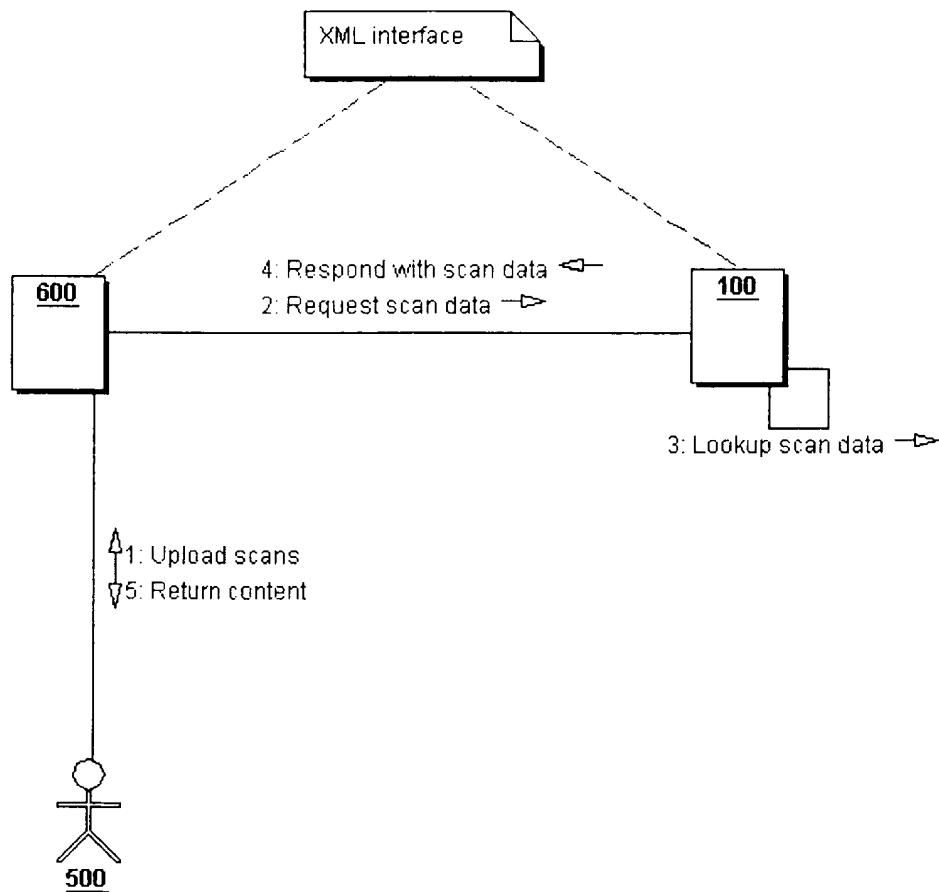 XML interface
4: Respond with scan data
2: Request scan data
600
100
3: Lookup scan data
1: Upload scans
5: Return content
500